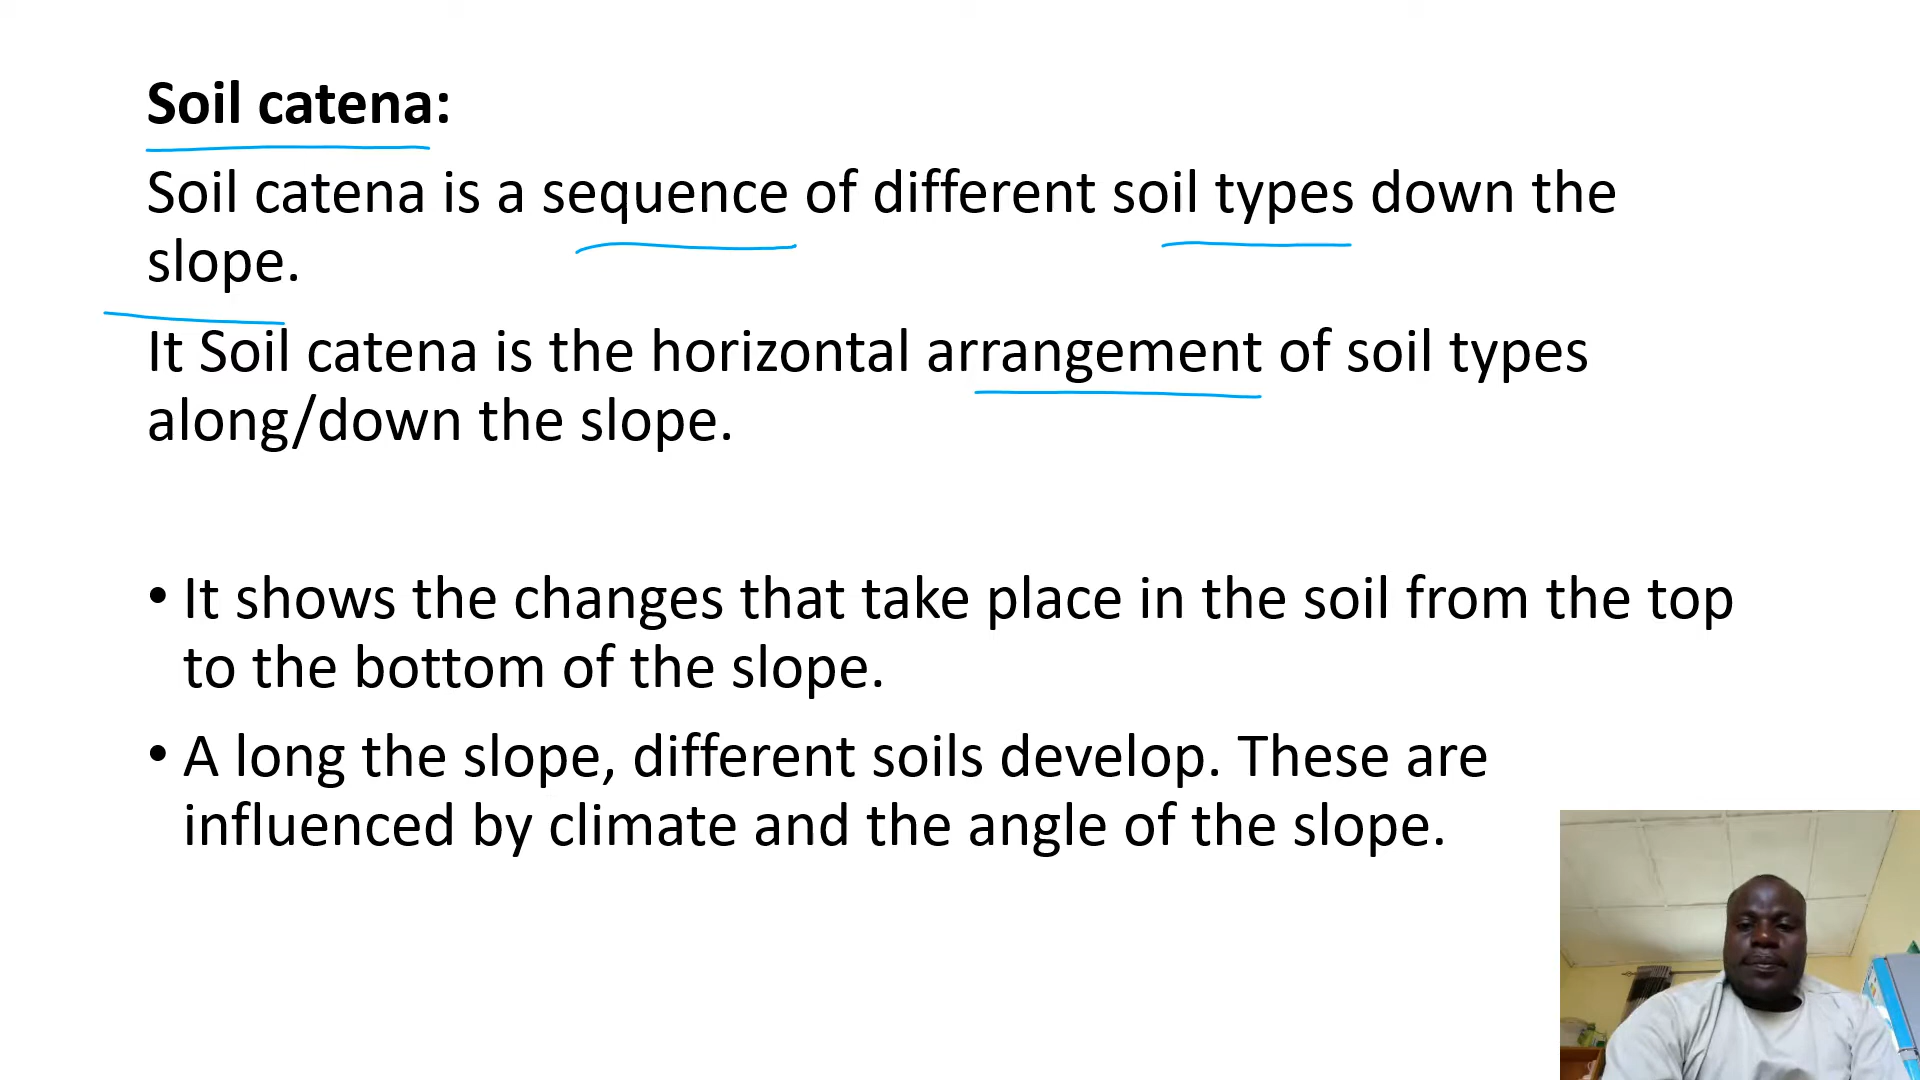 Soil catena:
Soil catena is a sequence of different soil types down the
slope.
It Soil catena is the horizontal arrangement of soil types
along/down the slope.
• It shows the changes that take place in the soil from the top
to the bottom of the slope.
• A long the slope, different soils develop. These are
influenced by climate and the angle of the slope.